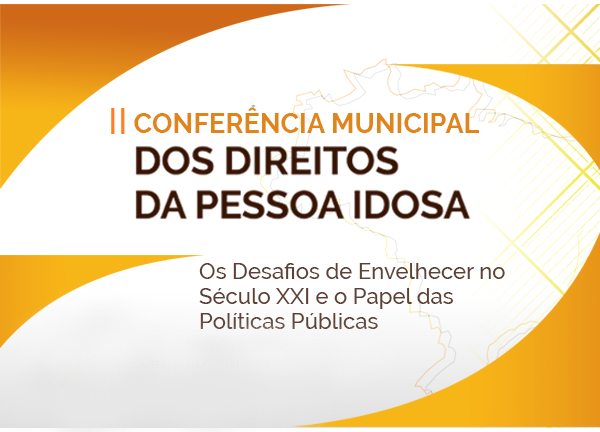 II CONFERÊNCIA MUNICIPAL
DOS DIREITOS
DA PESSOA IDOSA
Os Desafios de Envelhecer no
Século XXI e o Papel das
Políticas Públicas